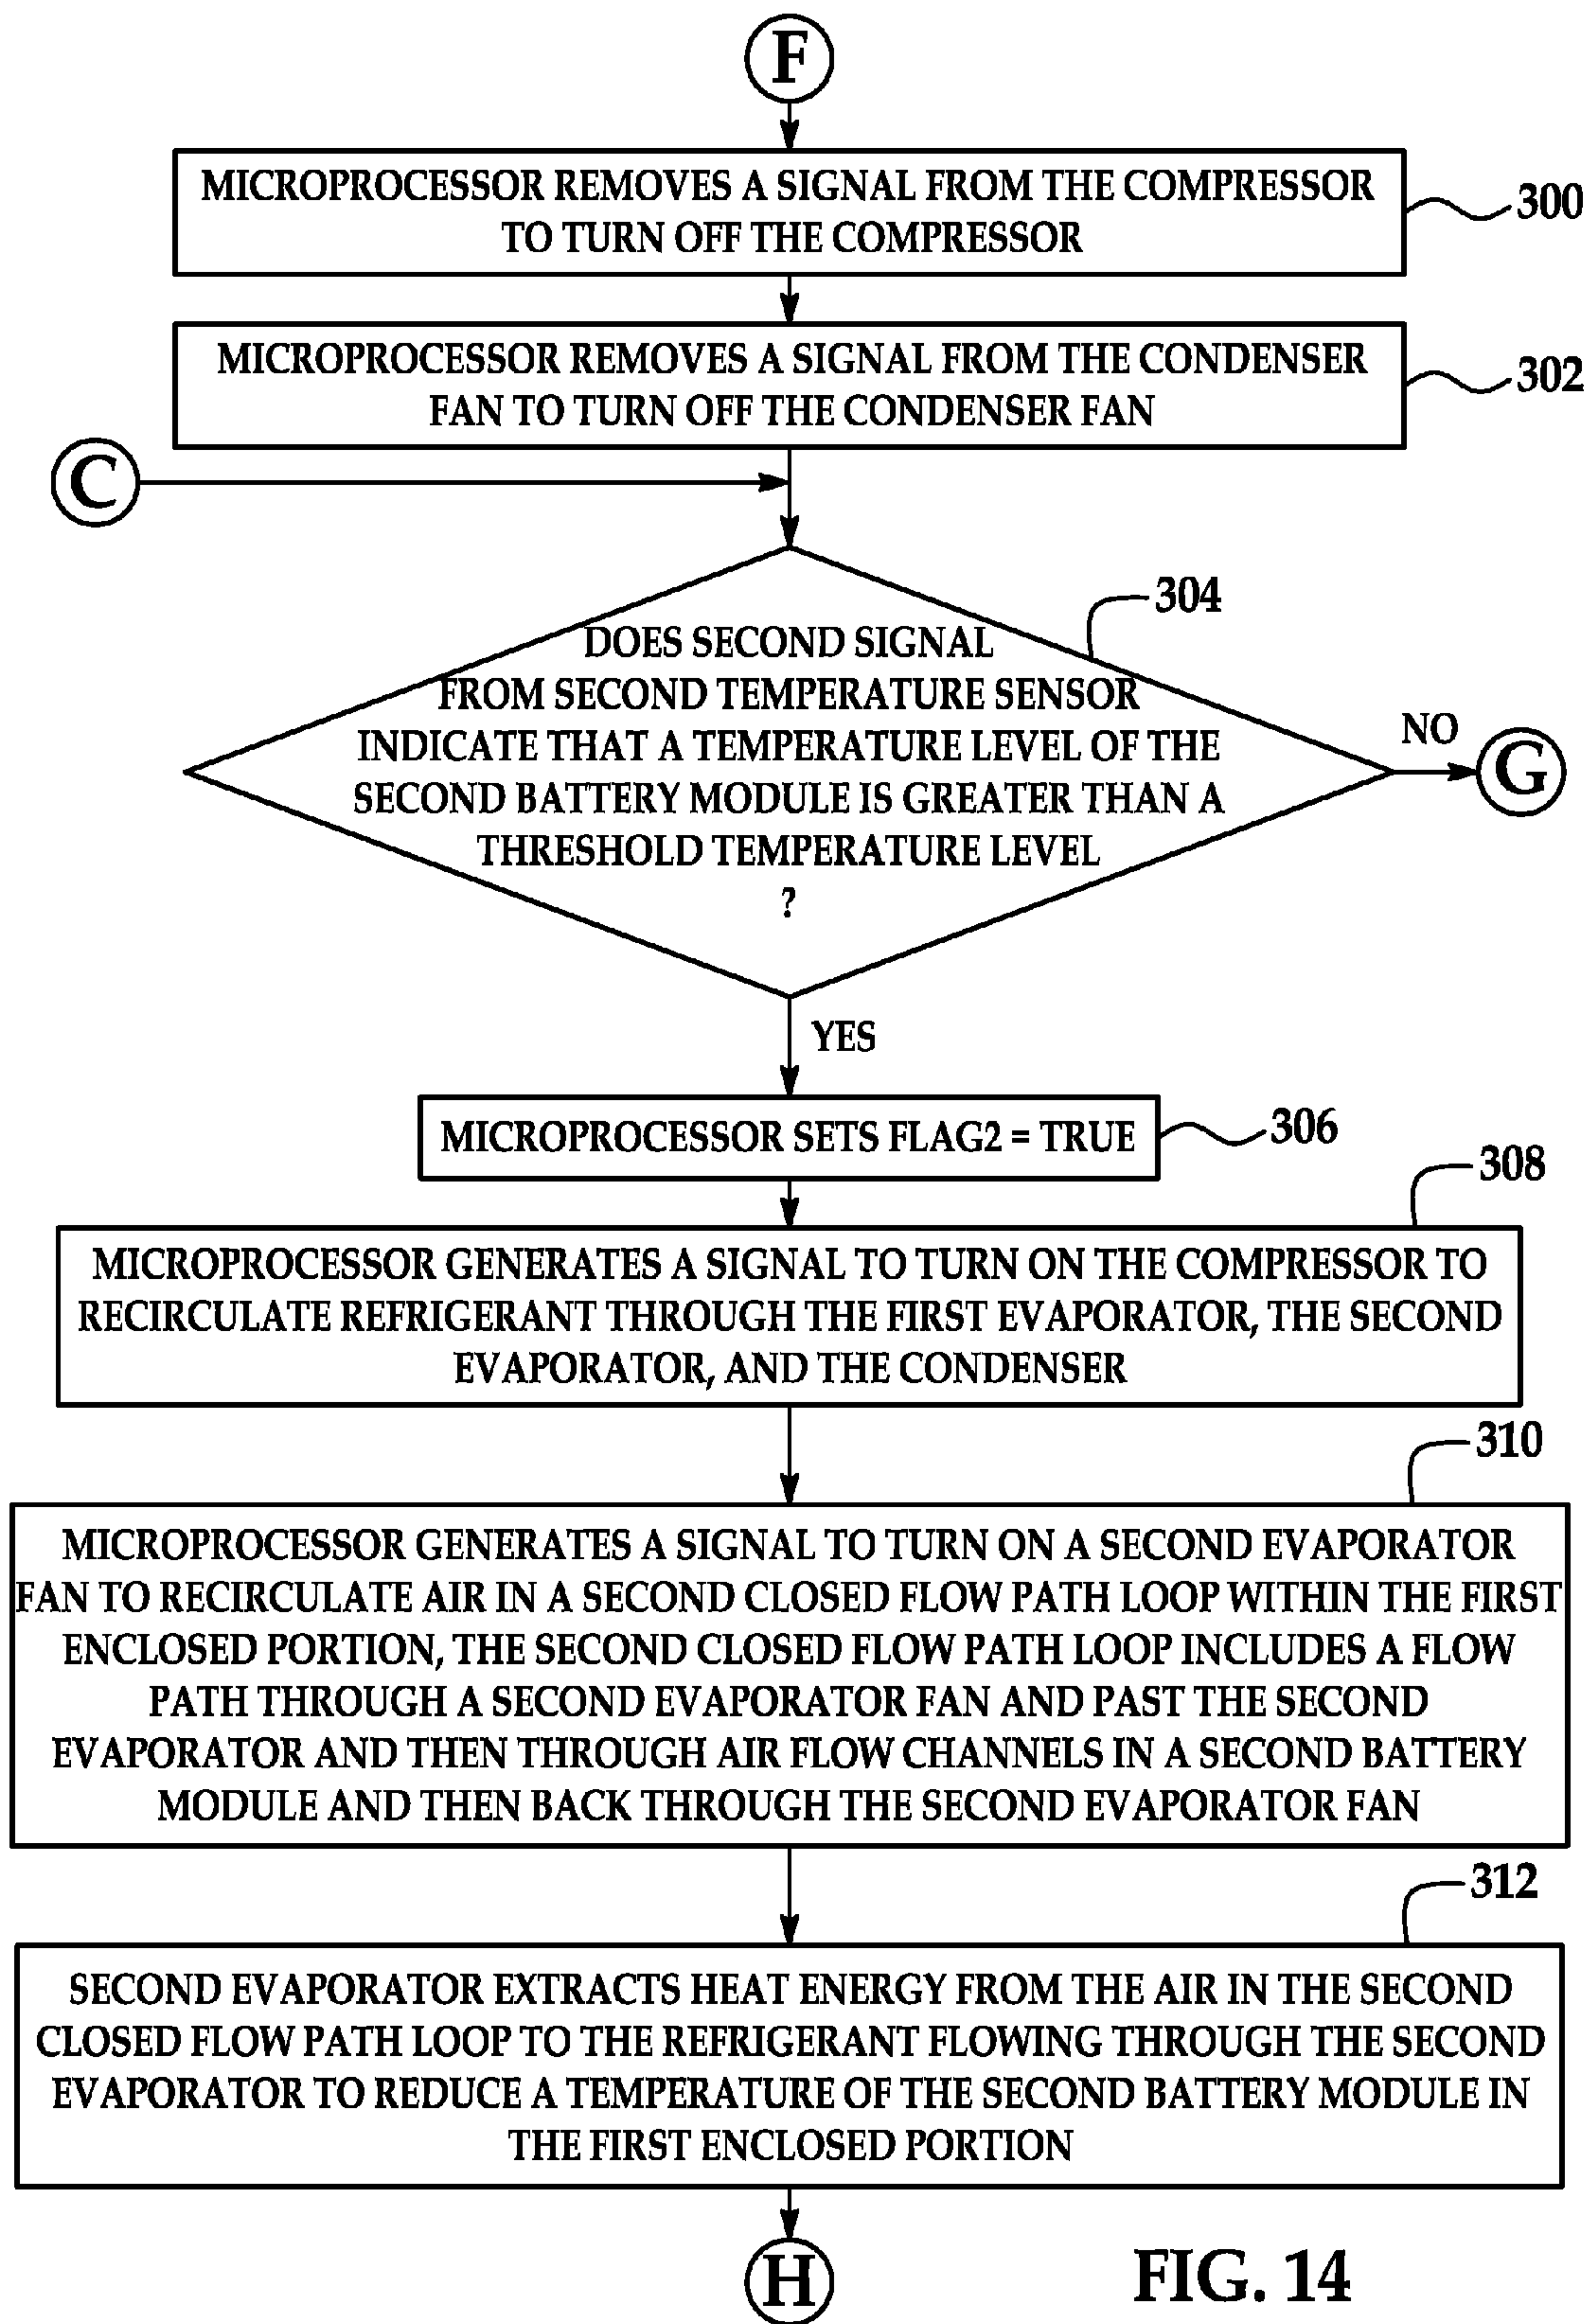 F
MICROPROCESSOR REMOVES A SIGNAL FROM THE COMPRESSOR
TO TURN OFF THE COMPRESSOR
300
MICROPROCESSOR REMOVES A SIGNAL FROM THE CONDENSER
FAN TO TURN OFF THE CONDENSER FAN
302
C
304
DOES SECOND SIGNAL
FROM SECOND TEMPERATURE SENSOR
INDICATE THAT A TEMPERATURE LEVEL OF THE
SECOND BATTERY MODULE IS GREATER THAN A
THRESHOLD TEMPERATURE LEVEL
?
NO
G
YES
MICROPROCESSOR SETS FLAG2 = TRUE
306
308
MICROPROCESSOR GENERATES A SIGNAL TO TURN ON THE COMPRESSOR TO
RECIRCULATE REFRIGERANT THROUGH THE FIRST EVAPORATOR, THE SECOND
EVAPORATOR, AND THE CONDENSER
310
MICROPROCESSOR GENERATES A SIGNAL TO TURN ON A SECOND EVAPORATOR
FAN TO RECIRCULATE AIR IN A SECOND CLOSED FLOW PATH LOOP WITHIN THE FIRST
ENCLOSED PORTION, THE SECOND CLOSED FLOW PATH LOOP INCLUDES A FLOW
PATH THROUGH A SECOND EVAPORATOR FAN AND PAST THE SECOND
EVAPORATOR AND THEN THROUGH AIR FLOW CHANNELS IN A SECOND BATTERY
MODULE AND THEN BACK THROUGH THE SECOND EVAPORATOR FAN
312
SECOND EVAPORATOR EXTRACTS HEAT ENERGY FROM THE AIR IN THE SECOND
CLOSED FLOW PATH LOOP TO THE REFRIGERANT FLOWING THROUGH THE SECOND
EVAPORATOR TO REDUCE A TEMPERATURE OF THE SECOND BATTERY MODULE IN
THE FIRST ENCLOSED PORTION
H
FIG. 14